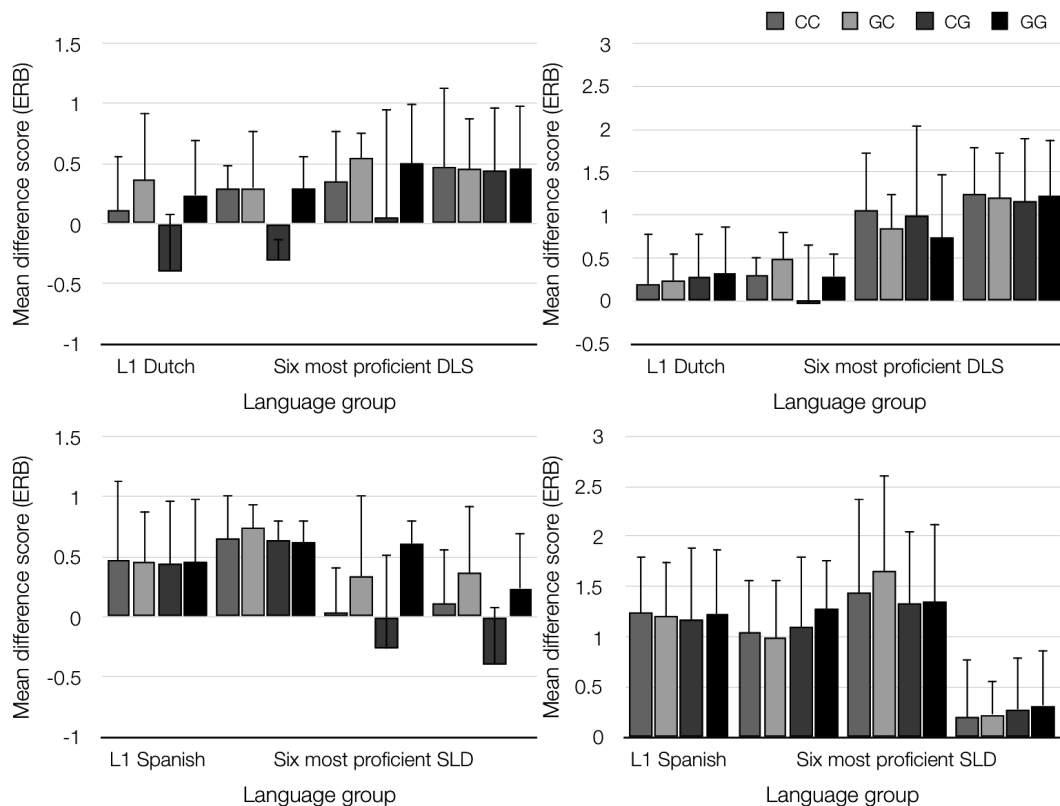 CC GC CG GG
Mean difference score (ERB)
1.5
1
0.5
0
-0.5
-1
L1 Dutch Six most proficient DLS
Language group
Mean difference score (ERB)
3
2.5
2
1.5
1
0.5
0
-0.5
L1 Dutch Six most proficient DLS
Language group
Mean difference score (ERB)
1.5
1
0.5
0
-0.5
-1
L1 Spanish Six most proficient SLD
Language group
Mean difference score (ERB)
3
2.5
2
1.5
1
0.5
0
L1 Spanish Six most proficient SLD
Language group